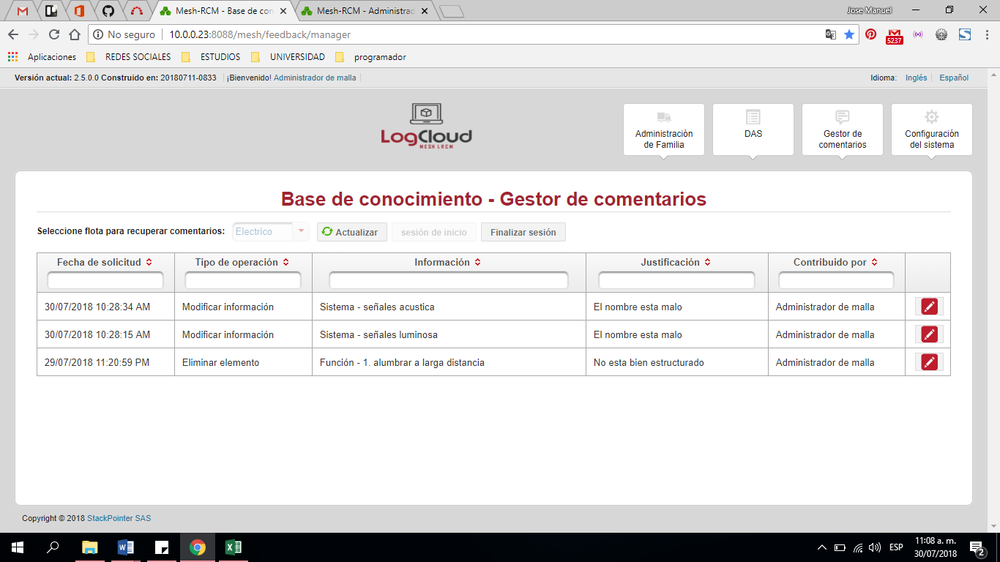 Mesh-RCM - Base de con
Mesh-RCM - Administrad
Jose Manuel
No seguro
10.0.0.23:8088/mesh/feedback/manager
5237
Aplicaciones
REDES SOCIALES
ESTUDIOS
UNIVERSIDAD
programador
Versión actual: 2.5.0.0 Construido en: 20180711-0833
¡Bienvenido! Administrador de malla
Idioma:
Inglés
Español
LogCloud
MESH LRCM
Administración
de Familia
DAS
Gestor de
comentarios
Configuración
del sistema
Base de conocimiento - Gestor de comentarios
Seleccione flota para recuperar comentarios:
Electrico
Actualizar
sesión de inicio
Finalizar sesión
Fecha de solicitud
Tipo de operación
Información
Justificación
Contribuido por
30/07/2018 10:28:34 AM
Modificar información
Sistema - señales acustica
El nombre esta malo
Administrador de malla
30/07/2018 10:28:15 AM
Modificar información
Sistema - señales luminosa
El nombre esta malo
Administrador de malla
29/07/2018 11:20:59 PM
Eliminar elemento
Función - 1. alumbrar a larga distancia
No esta bien estructurado
Administrador de malla
Copyright © 2018 StackPointer SAS
ESP
11:08 a. m.
30/07/2018
2